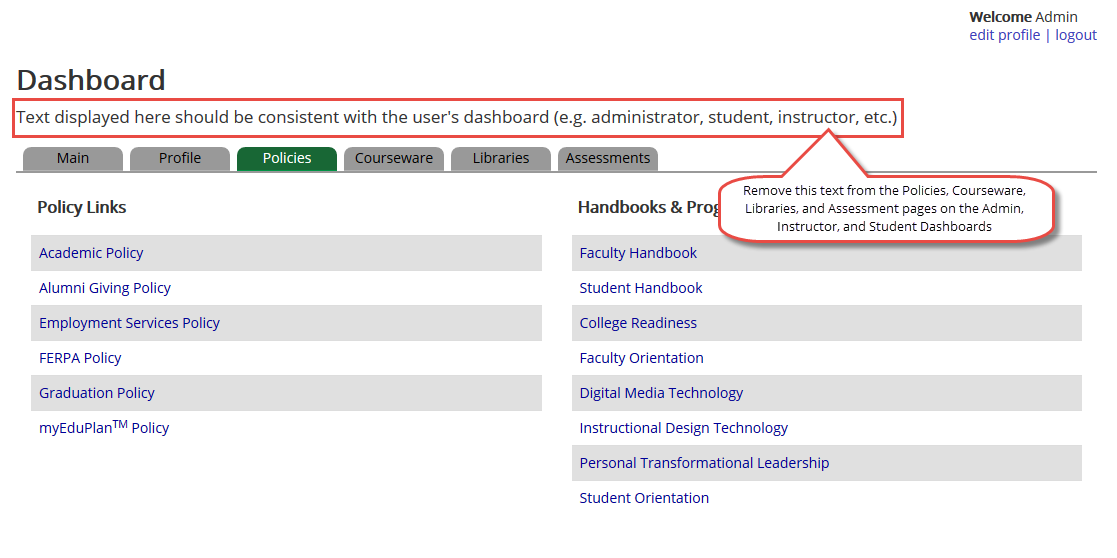 Welcome Admin
edit profile | logout
Dashboard
Text displayed here should be consistent with the user's dashboard (e.g. administrator, student, instructor, etc.)
Main Profile Policies Courseware Libraries Assessments
Remove this text from the Policies, Courseware,
Libraries, and Assessment pages on the Admin,
Instructor, and Student Dashboards
Policy Links
Academic Policy
Alumni Giving Policy
Employment Services Policy
FERPA Policy
Graduation Policy
myEduPlan™ Policy
Handbooks &
Faculty Handbook
Student Handbook
College Readiness
Faculty Orientation
Digital Media Technology
Instructional Design Technology
Personal Transformational Leadership
Student Orientation